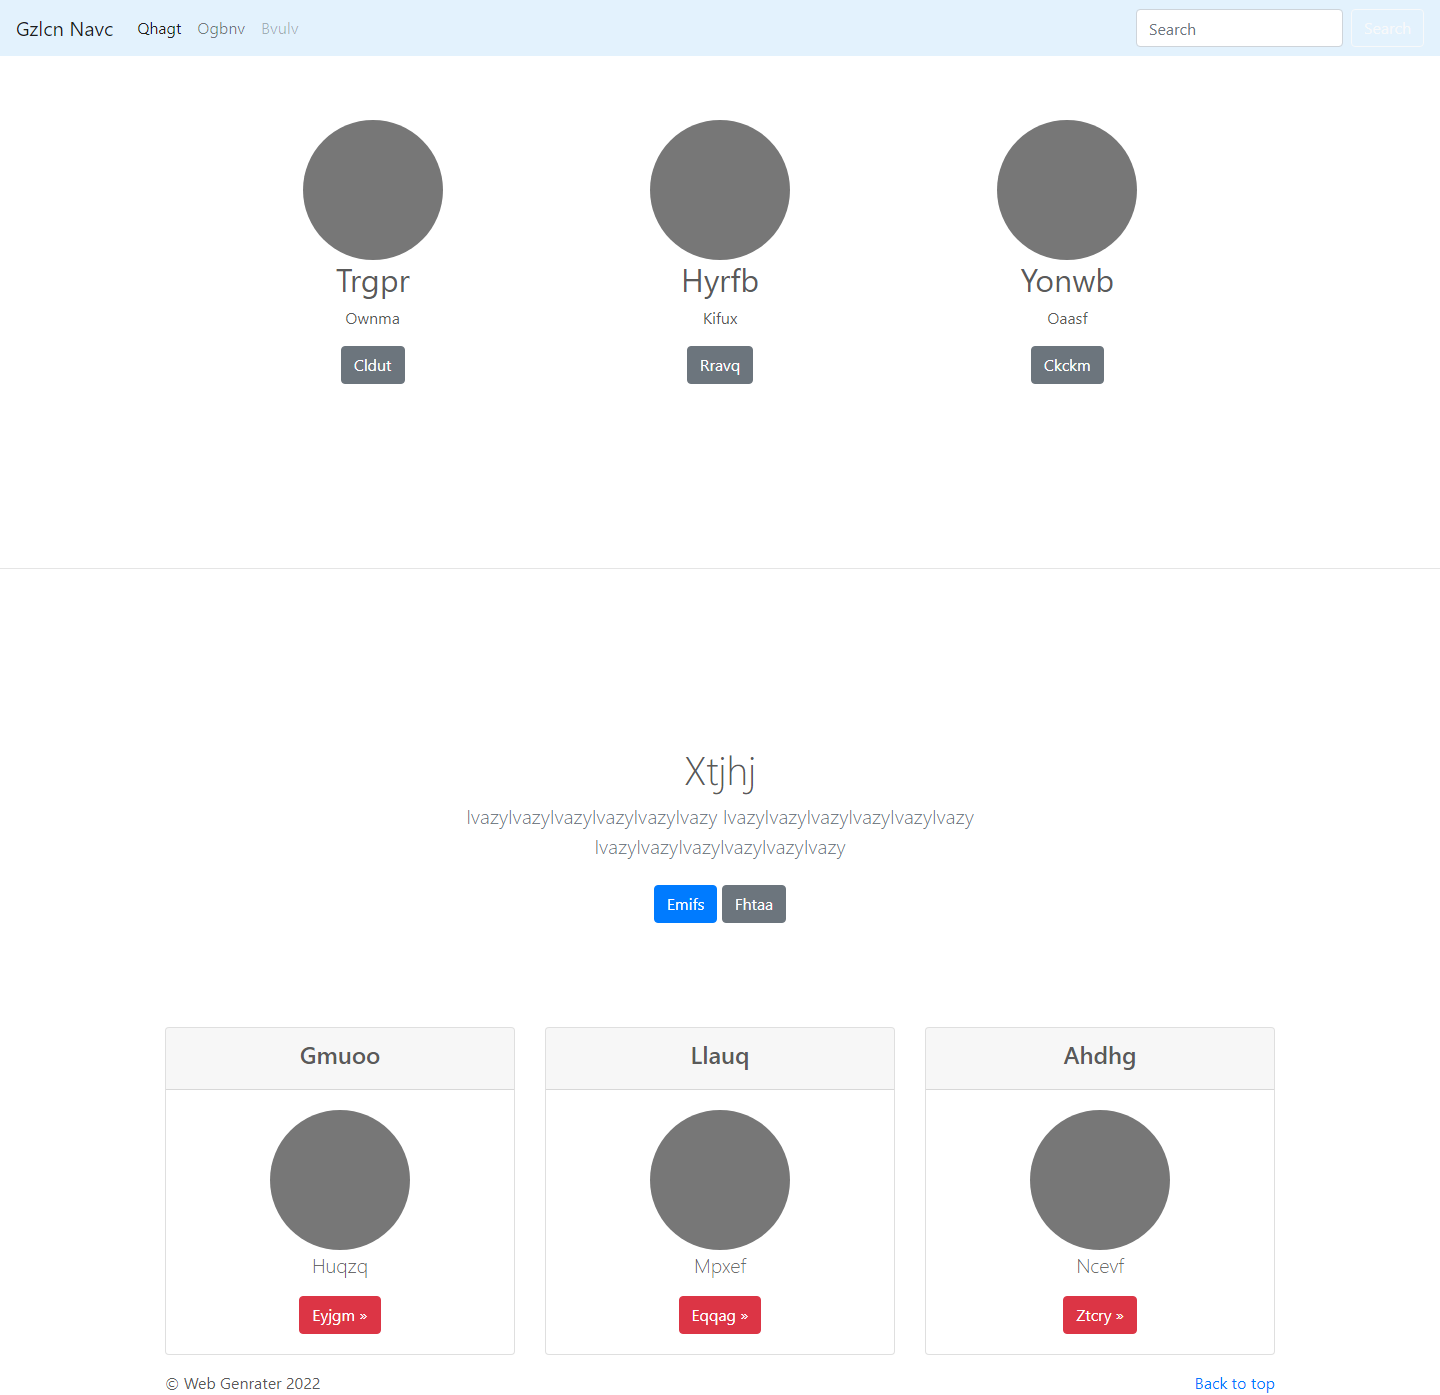 Gzlcn Navc Qhagt Ogbnv Bvulv Search Search
Trgpr Hyrfb Yonwb
Ownma Kifux Oaasf
Cldut Rravq Ckckm
Xtjhj
lvazylvazylvazylvazylvazylvazy lvazylvazylvazylvazylvazylvazy
lvazylvazylvazylvazylvazylvazy
Emifs Fhtaa
Gmuoo Llauq Ahdhg
Huqzq Mpxef Ncevf
Eyjgm » Eqqag » Ztcry »
© Web Genrater 2022 Back to top